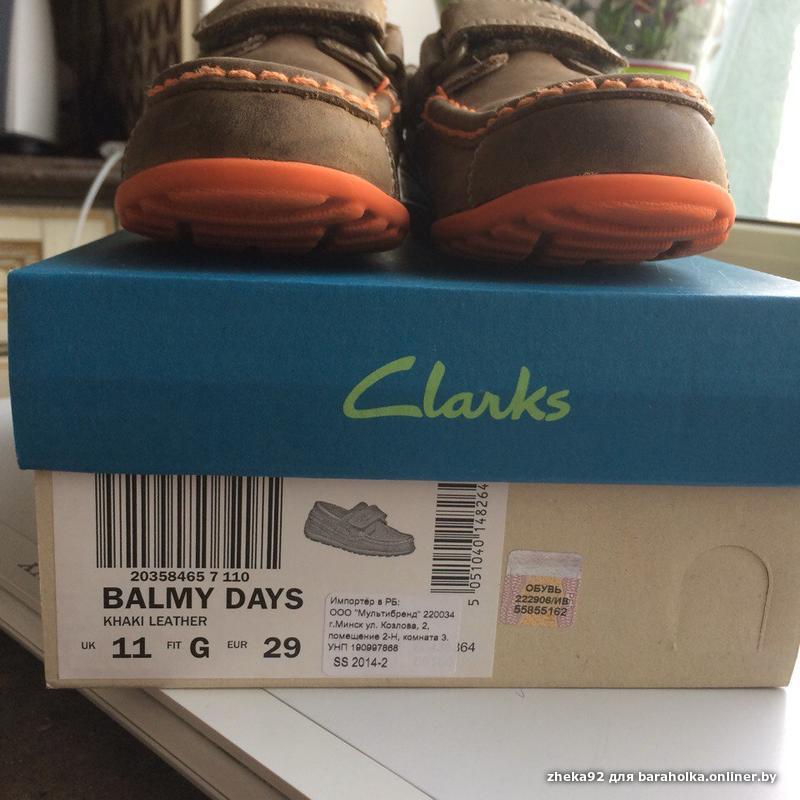 Clarks
20358465 7 110
BALMY DAYS
KHAKI LEATHER
UK 11 FIT G EUR 29
5 051040 148264
Импортёр в РБ:
ООО "Мультибренд" 220034
г.Минск ул. Козлова, 2,
помещение 2-Н, комната 3.
УНП 190997868
SS 2014-2
364
ОБУВЬ
222906/ИВ
55855162
zheka92 для baraholka.onliner.by